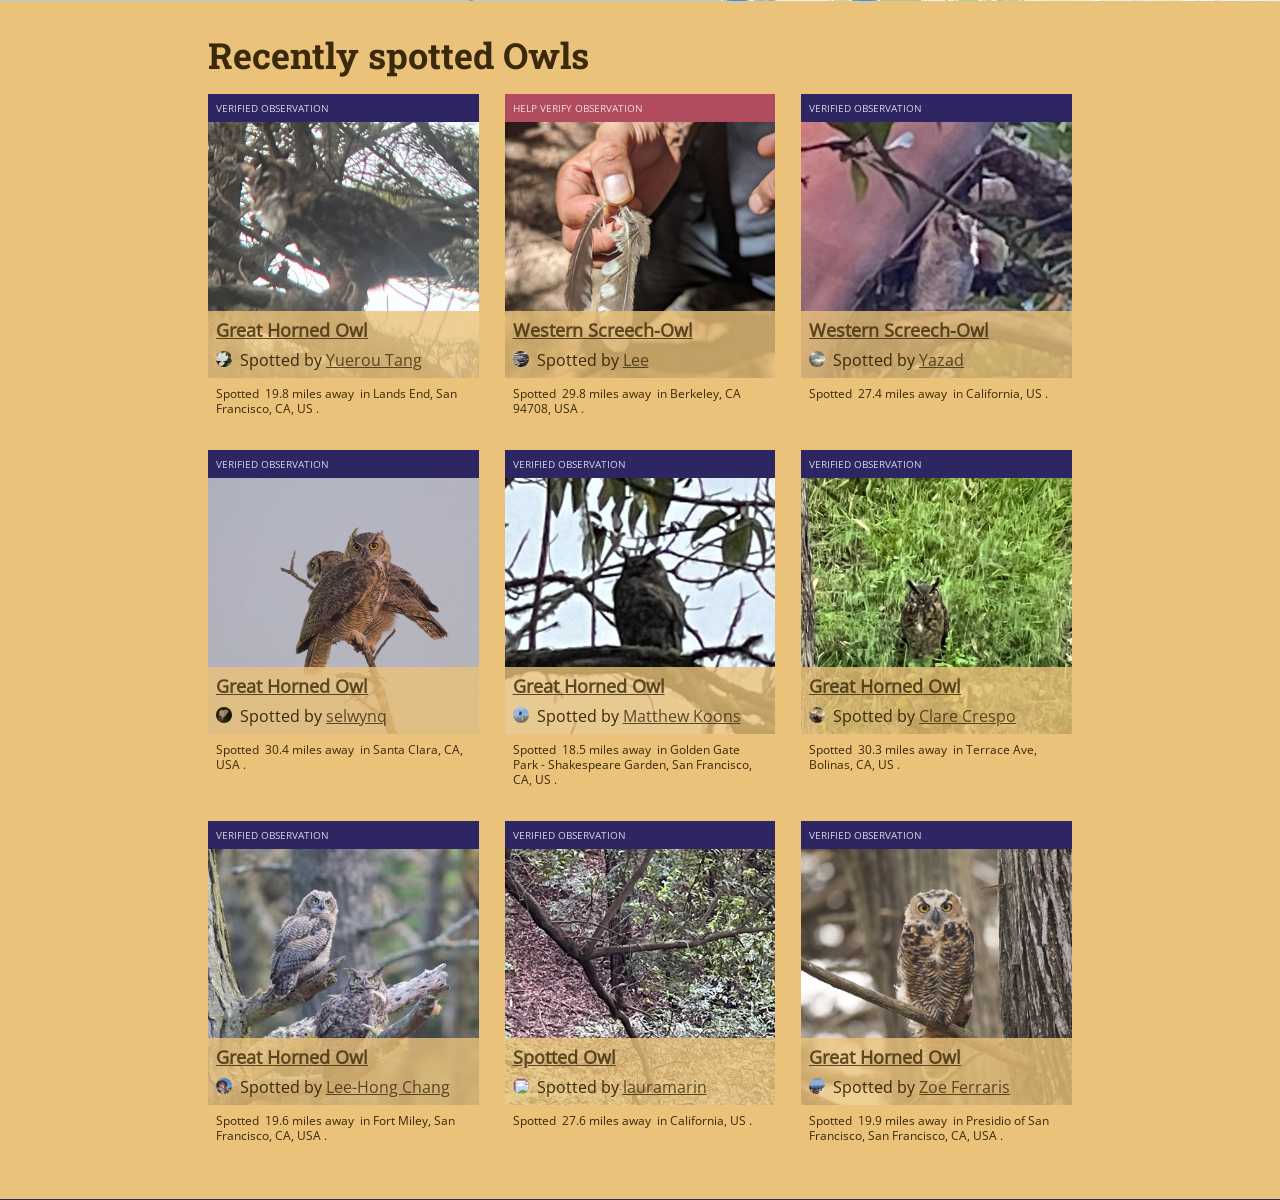 Recently spotted Owls
VERIFIED OBSERVATION
Great Horned Owl
Spotted by Yuerou Tang
Spotted 19.8 miles away in Lands End, San
Francisco, CA, US .
HELP VERIFY OBSERVATION
Western Screech-Owl
Spotted by Lee
Spotted 29.8 miles away in Berkeley, CA
94708, USA .
VERIFIED OBSERVATION
Western Screech-Owl
Spotted by Yazad
Spotted 27.4 miles away in California, US .
VERIFIED OBSERVATION
Great Horned Owl
Spotted by selwynq
Spotted 30.4 miles away in Santa Clara, CA,
USA .
VERIFIED OBSERVATION
Great Horned Owl
Spotted by Matthew Koons
Spotted 18.5 miles away in Golden Gate
Park - Shakespeare Garden, San Francisco,
CA, US .
VERIFIED OBSERVATION
Great Horned Owl
Spotted by Clare Crespo
Spotted 30.3 miles away in Terrace Ave,
Bolinas, CA, US .
VERIFIED OBSERVATION
Great Horned Owl
Spotted by Lee-Hong Chang
Spotted 19.6 miles away in Fort Miley, San
Francisco, CA, USA .
VERIFIED OBSERVATION
Spotted Owl
Spotted by lauramarin
Spotted 27.6 miles away in California, US .
VERIFIED OBSERVATION
Great Horned Owl
Spotted by Zoe Ferraris
Spotted 19.9 miles away in Presidio of San
Francisco, San Francisco, CA, USA .